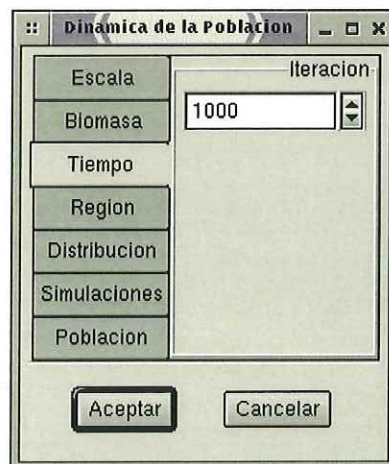 Dinamica de la Poblacion
Escala
Biomasa
Tiempo
Region
Distribucion
Simulaciones
Poblacion
Iteracion
1000
Aceptar
Cancelar